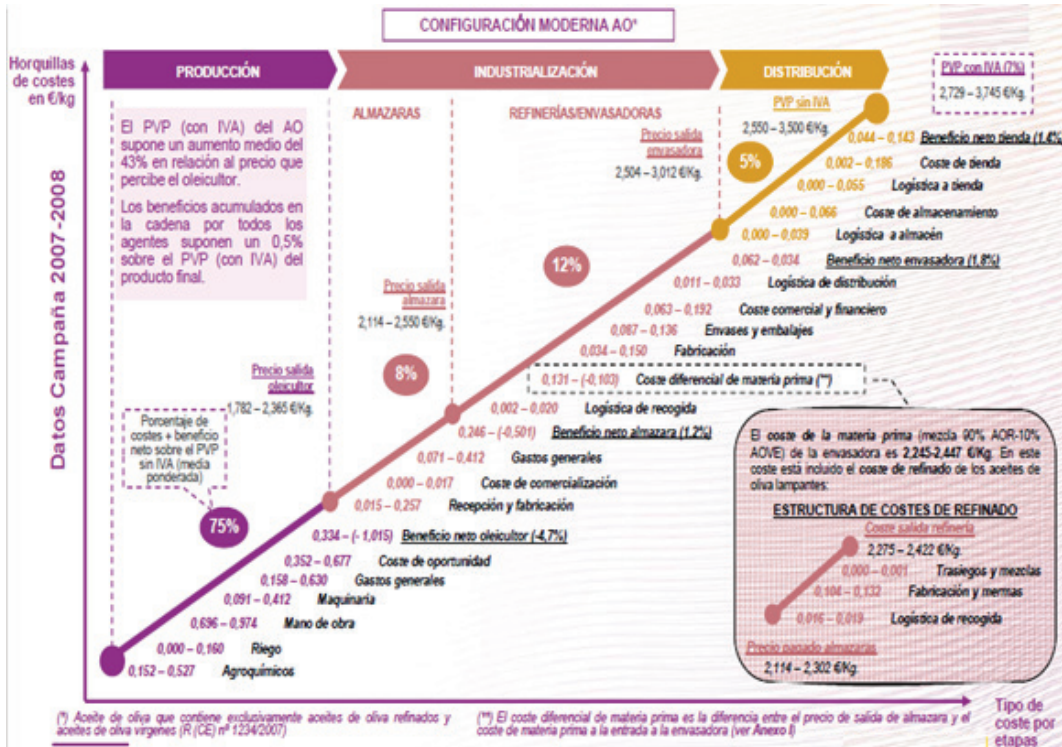 CONFIGURACIÓN MODERNA AO*
Horquillas
de costes
en €/kg
PRODUCCIÓN
INDUSTRIALIZACIÓN
DISTRIBUCIÓN
PVP con IVA (7%)
2,729 – 3,745 €/Kg.
ALMAZARAS
REFINERÍAS/ENVASADORAS
PVP sin IVA
2,550 – 3,500 €/Kg.
El PVP (con IVA) del AO
supone un aumento medio del
43% en relación al precio que
percibe el oleicultor.
Los beneficios acumulados en
la cadena por todos los
agentes suponen un 0,5%
sobre el PVP (con IVA) del
producto final.
Precio salida
envasadora
2,504 – 3,012 €/Kg.
5%
0,044 – 0,143 Beneficio neto tienda (1.4%
0,002 – 0,186 Coste de tienda
0,000 – 0,055 Logística a tienda
0,000 – 0,066 Coste de almacenamiento
0,000 – 0,039 Logística a almacén
12%
0,062 – 0,034 Beneficio neto envasadora (1,8%)
0,011 – 0,033 Logística de distribución
0,063 – 0,192 Coste comercial y financiero
0,087 – 0,136 Envases y embalajes
0,034 – 0,150 Fabricación
0,131 – (-0,103) Coste diferencial de materia prima (**)
Precio salida
almazara
2,114 – 2,550 €/Kg.
8%
0,002 – 0,020 Logística de recogida
0,246 – (-0,501) Beneficio neto almazara (1.2%)
0,071 – 0,412 Gastos generales
0,000 – 0,017 Coste de comercialización
0,015 – 0,257 Recepción y fabricación
Precio salida
oleicultor
1,782 – 2,365 €/Kg.
Porcentaje de
costes + beneficio
neto sobre el PVP
sin IVA (media
ponderada)
75%
0,334 – (- 1,015) Beneficio neto oleicultor (-4,7%)
0,352 – 0,677 Coste de oportunidad
0,158 – 0,630 Gastos generales
0,091 – 0,412 Maquinaria
0,696 – 0,974 Mano de obra
0,000 – 0,160 Riego
0,152 – 0,527 Agroquímicos
El coste de la materia prima (mezcla 90% AOR-10%
AOVE) de la envasadora es 2,245-2,447 €/Kg. En este
coste está incluido el coste de refinado de los aceites de
oliva lampantes:
ESTRUCTURA DE COSTES DE REFINADO
Coste salida refinería
2,275 – 2,422 €/Kg.
0,000 – 0,001 Trasiegos y mezclas
0,104 – 0,132 Fabricación y mermas
0,016 – 0,019 Logística de recogida
Precio pagado almazaras
2,114 – 2,302 €/Kg.
Datos Campaña 2007-2008
(*) Aceite de oliva que contiene exclusivamente aceites de oliva refinados y
aceites de oliva vírgenes (R (CE) nº 1234/2007)
(**) El coste diferencial de materia prima es la diferencia entre el precio de salida de almazara y el
coste de materia prima a la entrada a la envasadora (ver Anexo I)
Tipo de
coste por
etapas